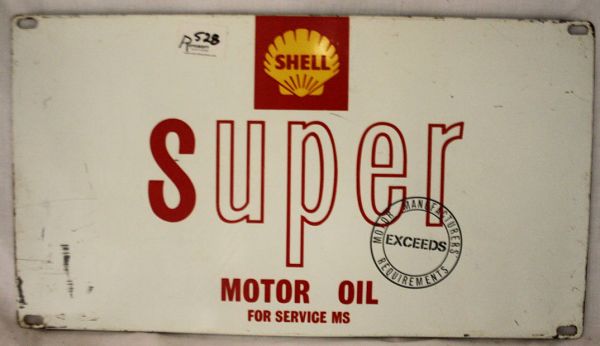 528
SHELL
Super
MOTOR MANUFACTURERS'
EXCEEDS
REQUIREMENTS
MOTOR OIL
FOR SERVICE MS